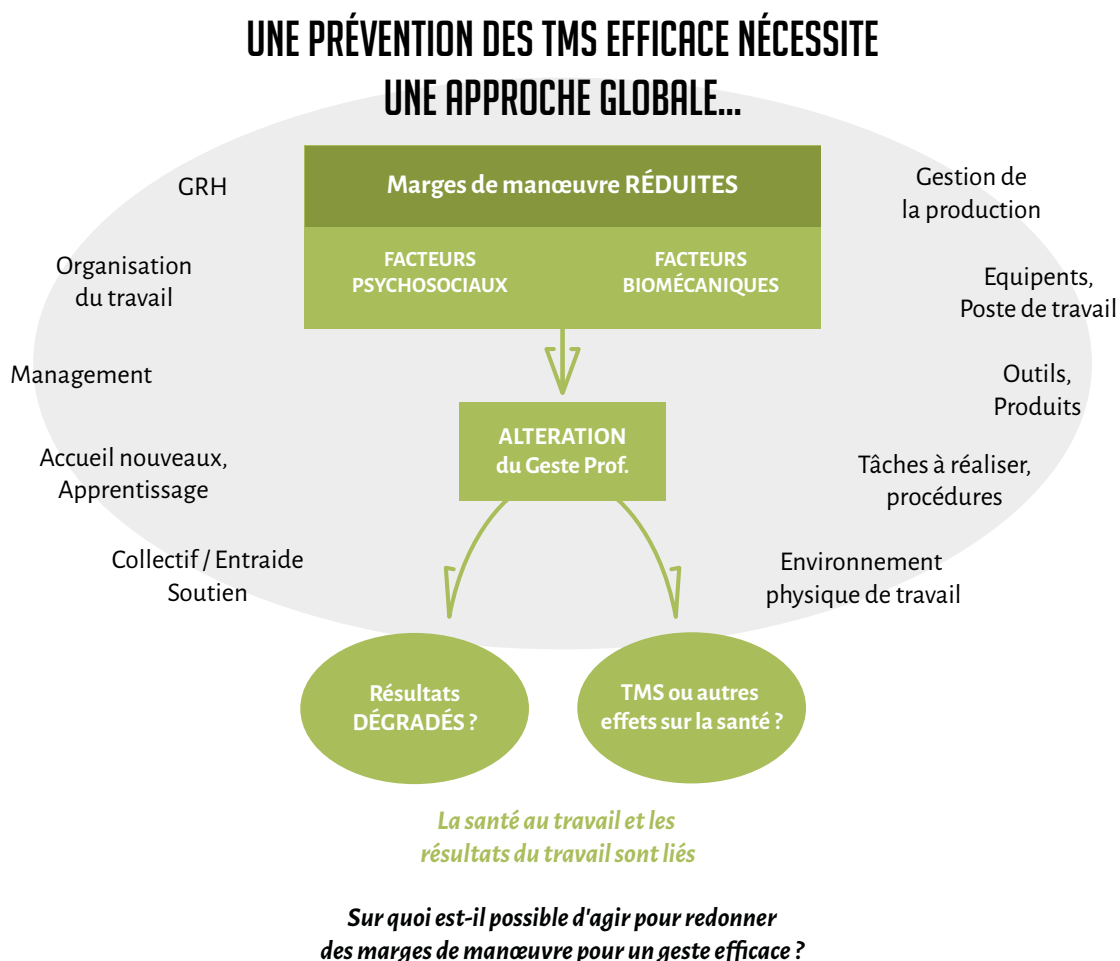 UNE PRÉVENTION DES TMS EFFICACE NÉCESSITE
UNE APPROCHE GLOBALE...
Marges de manœuvre RÉDUITES
FACTEURS
PSYCHOSOCIAUX
FACTEURS
BIOMÉCANIQUES
GRH
Organisation
du travail
Management
Accueil nouveaux,
Apprentissage
Collectif / Entraide
Soutien
Gestion de
la production
Equipents,
Poste de travail
Outils,
Produits
Tâches à réaliser,
procédures
Environnement
physique de travail
ALTERATION
du Geste Prof.
Résultats
DÉGRADÉS ?
TMS ou autres
effets sur la santé ?
La santé au travail et les
résultats du travail sont liés
Sur quoi est-il possible d'agir pour redonner
des marges de manœuvre pour un geste efficace ?